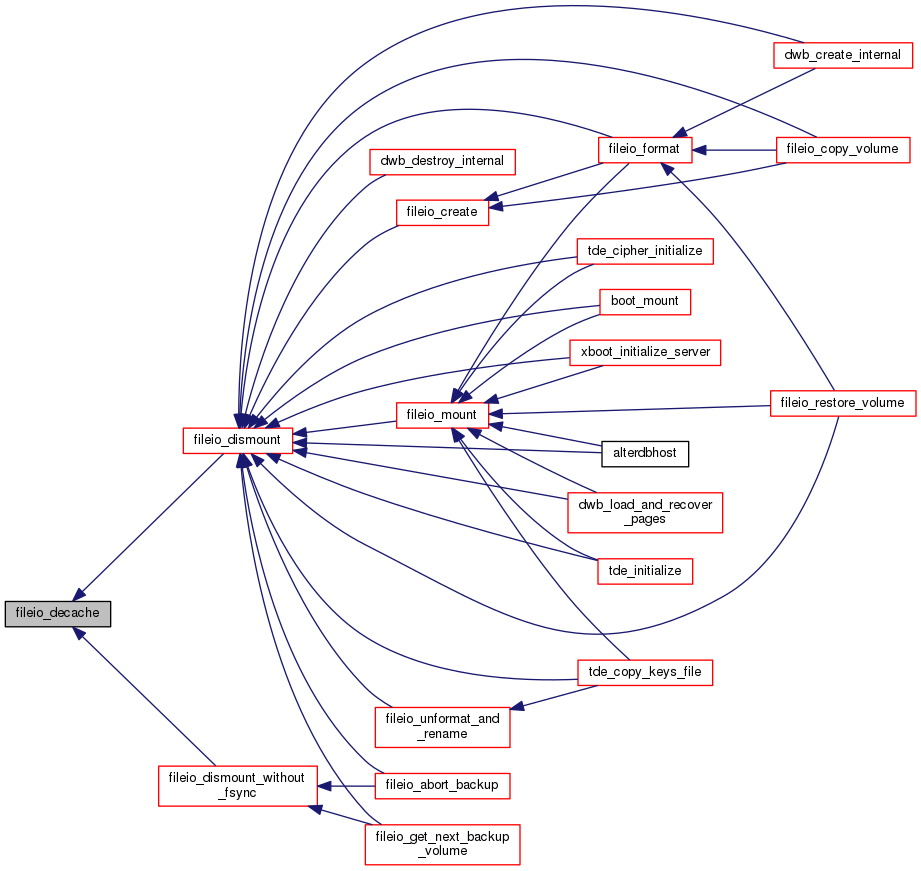 dwb_create_internal
fileio_format
fileio_copy_volume
dwb_destroy_internal
fileio_create
tde_cipher_initialize
boot_mount
xboot_initialize_server
fileio_restore_volume
fileio_mount
fileio_dismount
alterdbhost
dwb_load_and_recover
_pages
tde_initialize
fileio_decache
tde_copy_keys_file
fileio_unformat_and
_rename
fileio_dismount_without
_fsync
fileio_abort_backup
fileio_get_next_backup
_volume